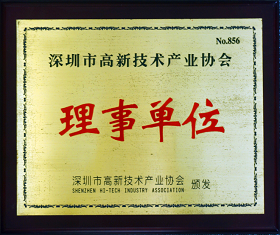 No.856
深圳市高新技术产业协会
理事单位
深圳市高新技术产业协会 颁发
SHENZHEN HI-TECH INDUSTRY ASSOCIATION